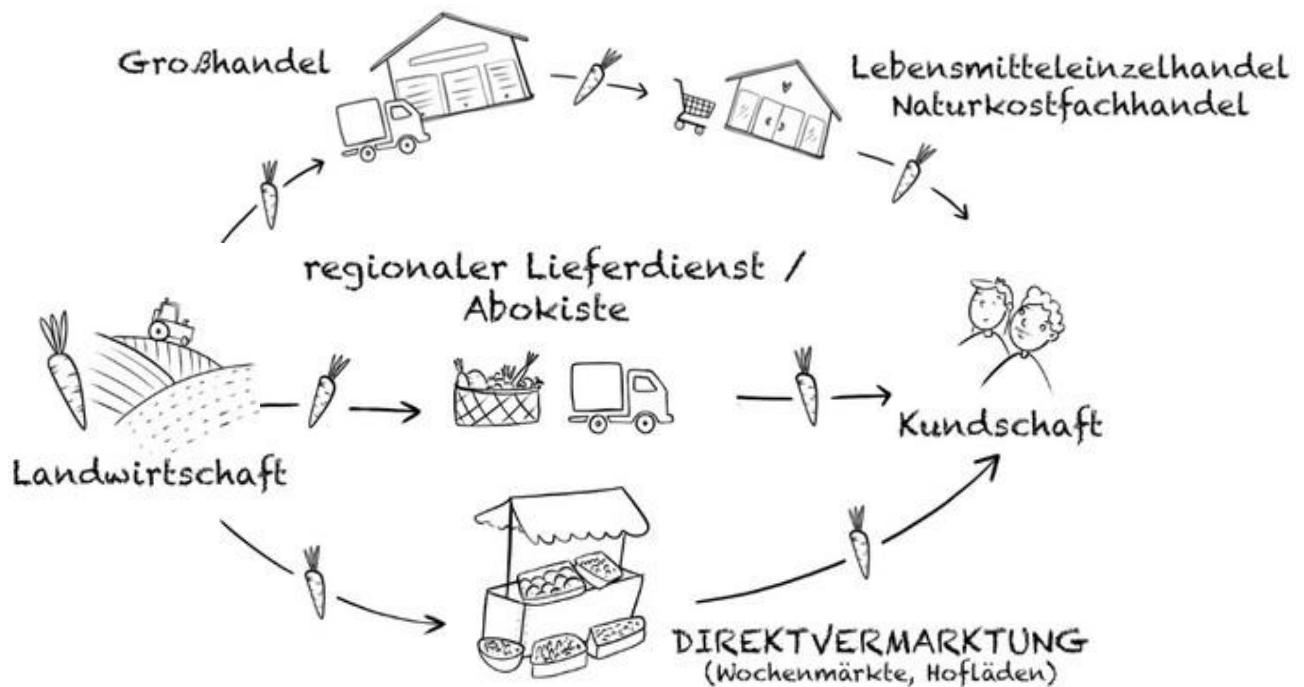 Großhandel
Lebensmitteleinzelhandel
Naturkostfachhandel
regionaler Lieferdienst /
Abokiste
Landwirtschaft
Kundschaft
DIREKTVERMARKTUNG
(Wochenmärkte, Hofläden)